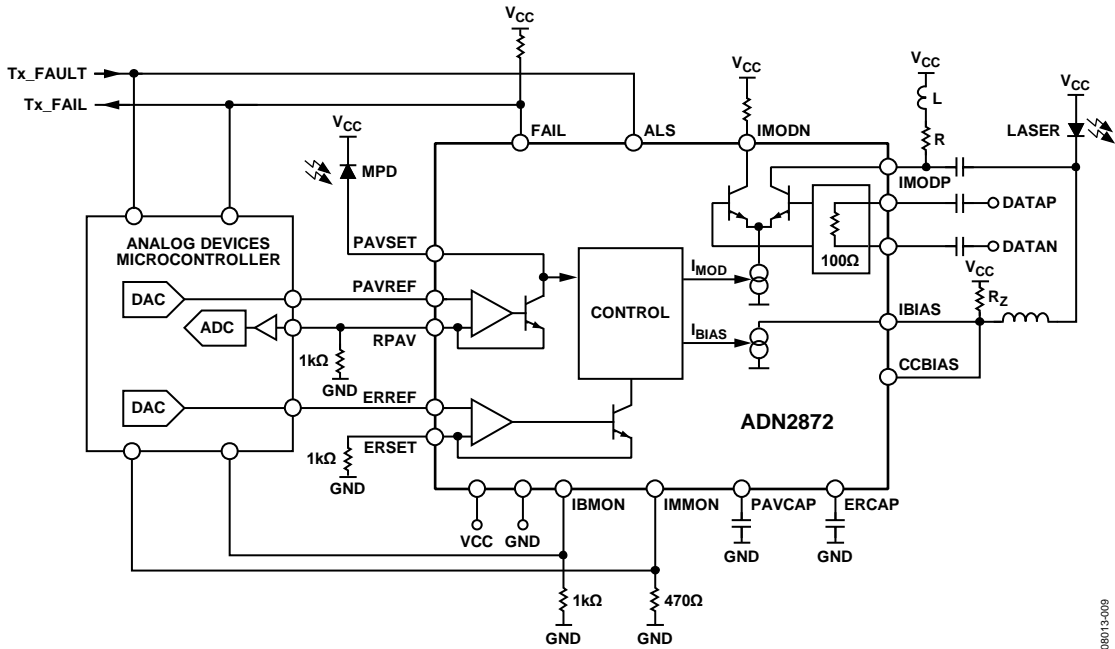 VCC
Tx_FAULT
Tx_FAIL
VCC
VCC
L
VCC
LASER
VCC
FAIL
ALS
IMODN
R
MPD
IMODP
DATAP
ANALOG DEVICES
MICROCONTROLLER
PAVSET
100Ω
DATAN
DAC
PAVREF
IMOD
VCC
RZ
ADC
CONTROL
RPAV
IBIAS
IBIAS
1kΩ
GND
CCBIAS
DAC
ERREF
ADN2872
1kΩ
ERSET
GND
IBMON
IMMON
PAVCAP
ERCAP
VCC
GND
GND
GND
1kΩ
470Ω
GND
GND
08013-009